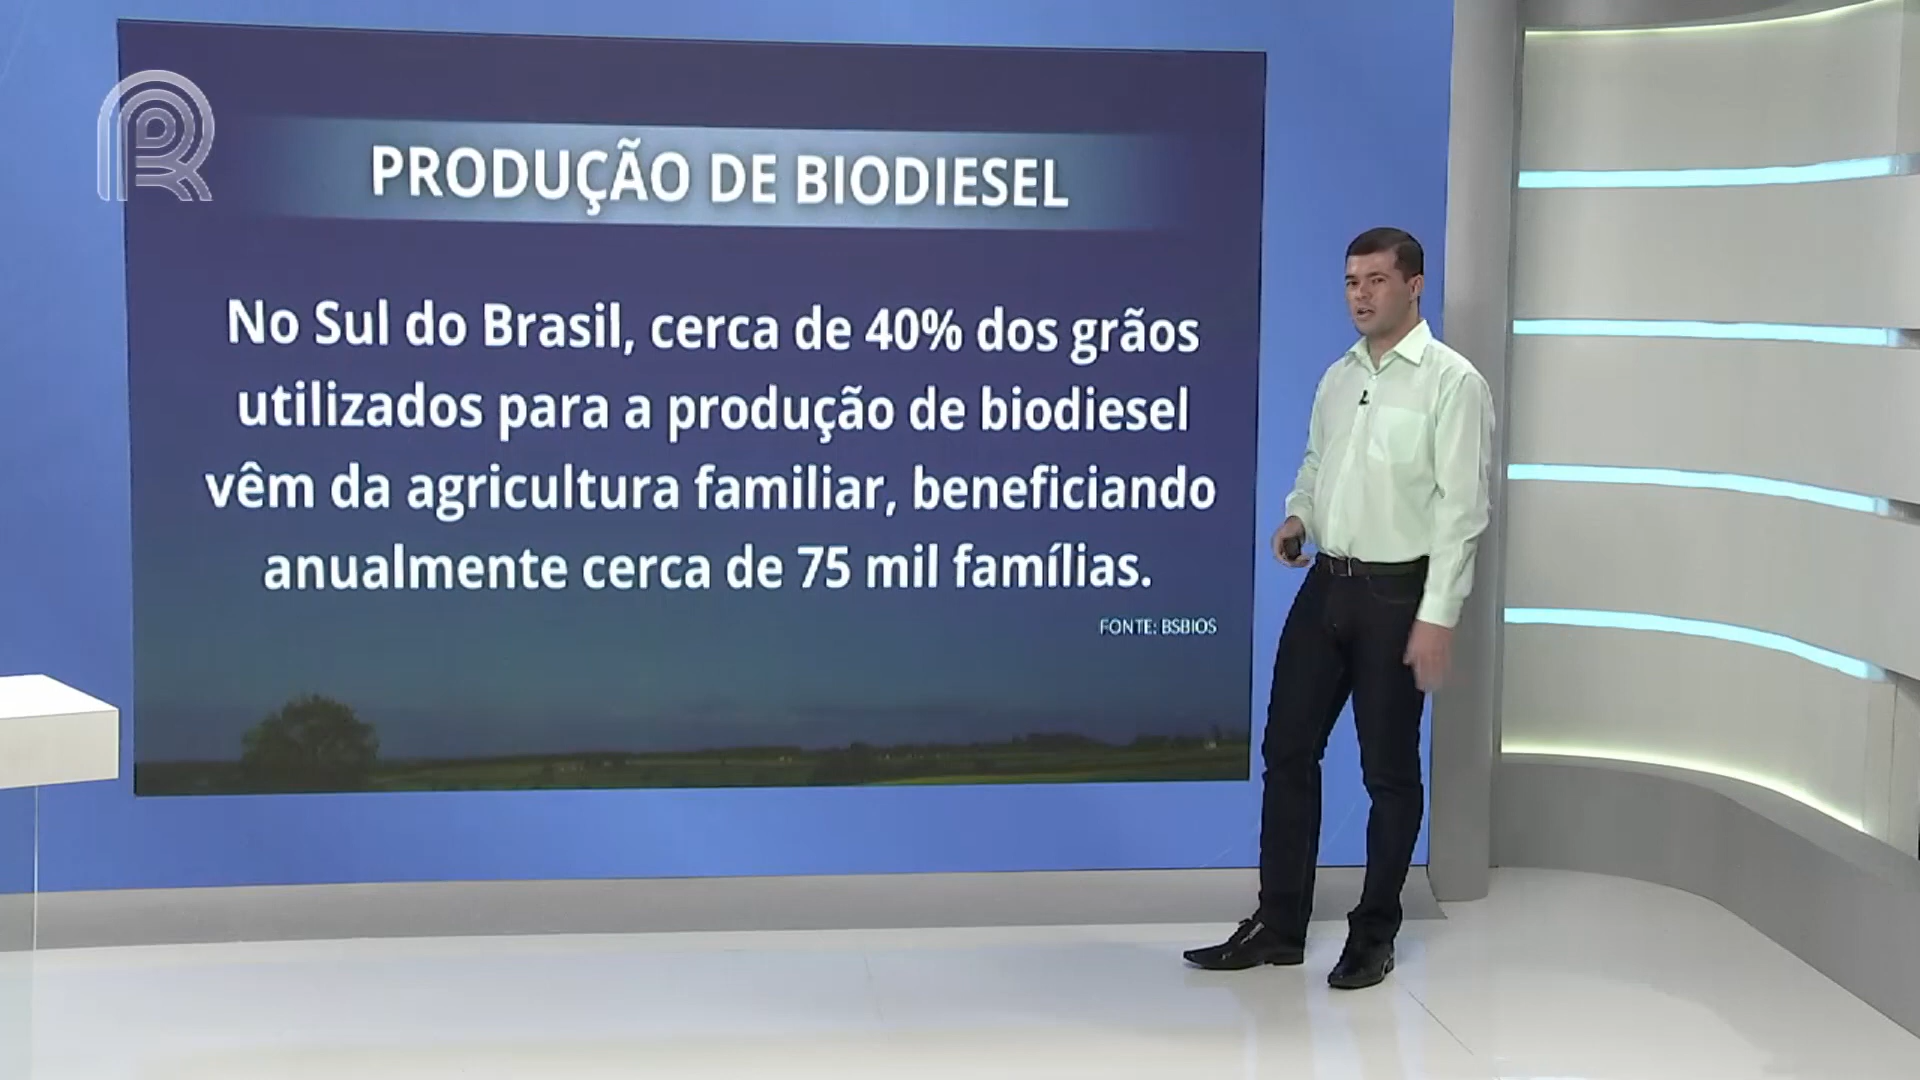 PRODUÇÃO DE BIODIESEL
No Sul do Brasil, cerca de 40% dos grãos
utilizados para a produção de biodiesel
vêm da agricultura familiar, beneficiando
anualmente cerca de 75 mil famílias.
FONTE: BSBIOS